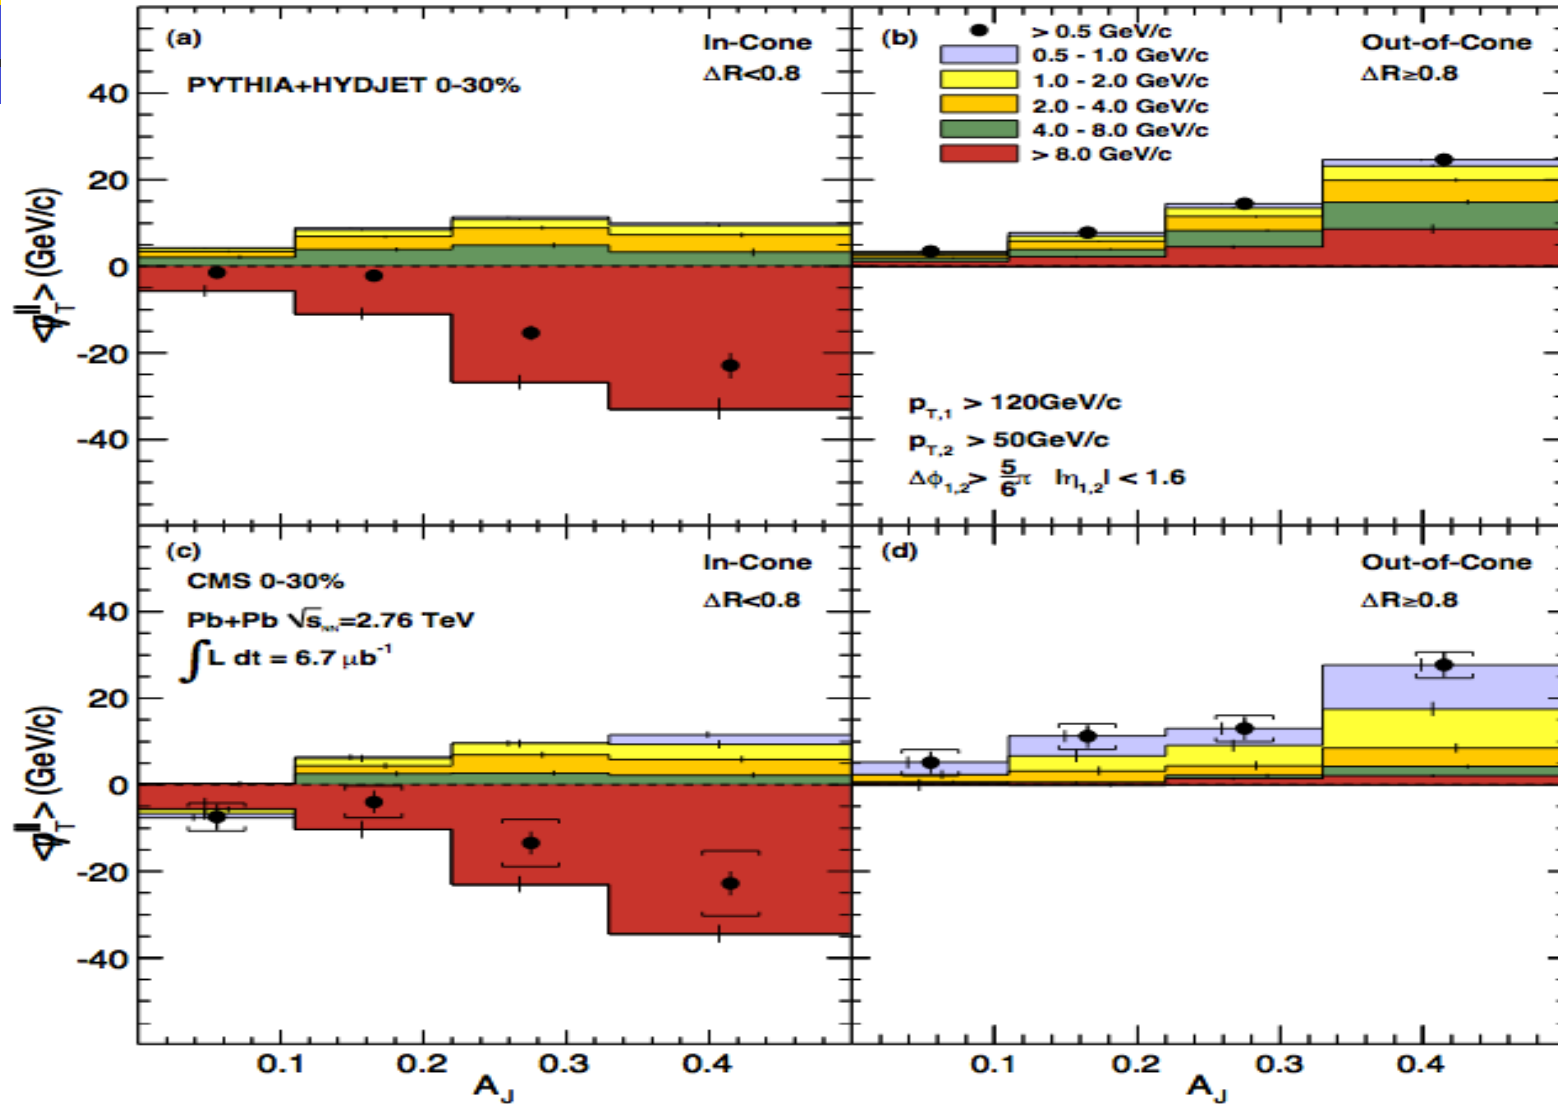 (a)
In-Cone
ΔR<0.8
PYTHIA+HYDJET 0-30%
40
20
0
-20
-40
<p̸_T^∥> (GeV/c)
(b)
> 0.5 GeV/c
0.5 - 1.0 GeV/c
1.0 - 2.0 GeV/c
2.0 - 4.0 GeV/c
4.0 - 8.0 GeV/c
> 8.0 GeV/c
Out-of-Cone
ΔR≥0.8
p_T,1 > 120GeV/c
p_T,2 > 50GeV/c
Δϕ_1,2 > 5/6 π |η_1,2| < 1.6
(c)
In-Cone
ΔR<0.8
CMS 0-30%
Pb+Pb √s_NN=2.76 TeV
∫L dt = 6.7 μb^-1
40
20
0
-20
-40
<p̸_T^∥> (GeV/c)
0.1 0.2 0.3 0.4
A_J
(d)
Out-of-Cone
ΔR≥0.8
0.1 0.2 0.3 0.4
A_J